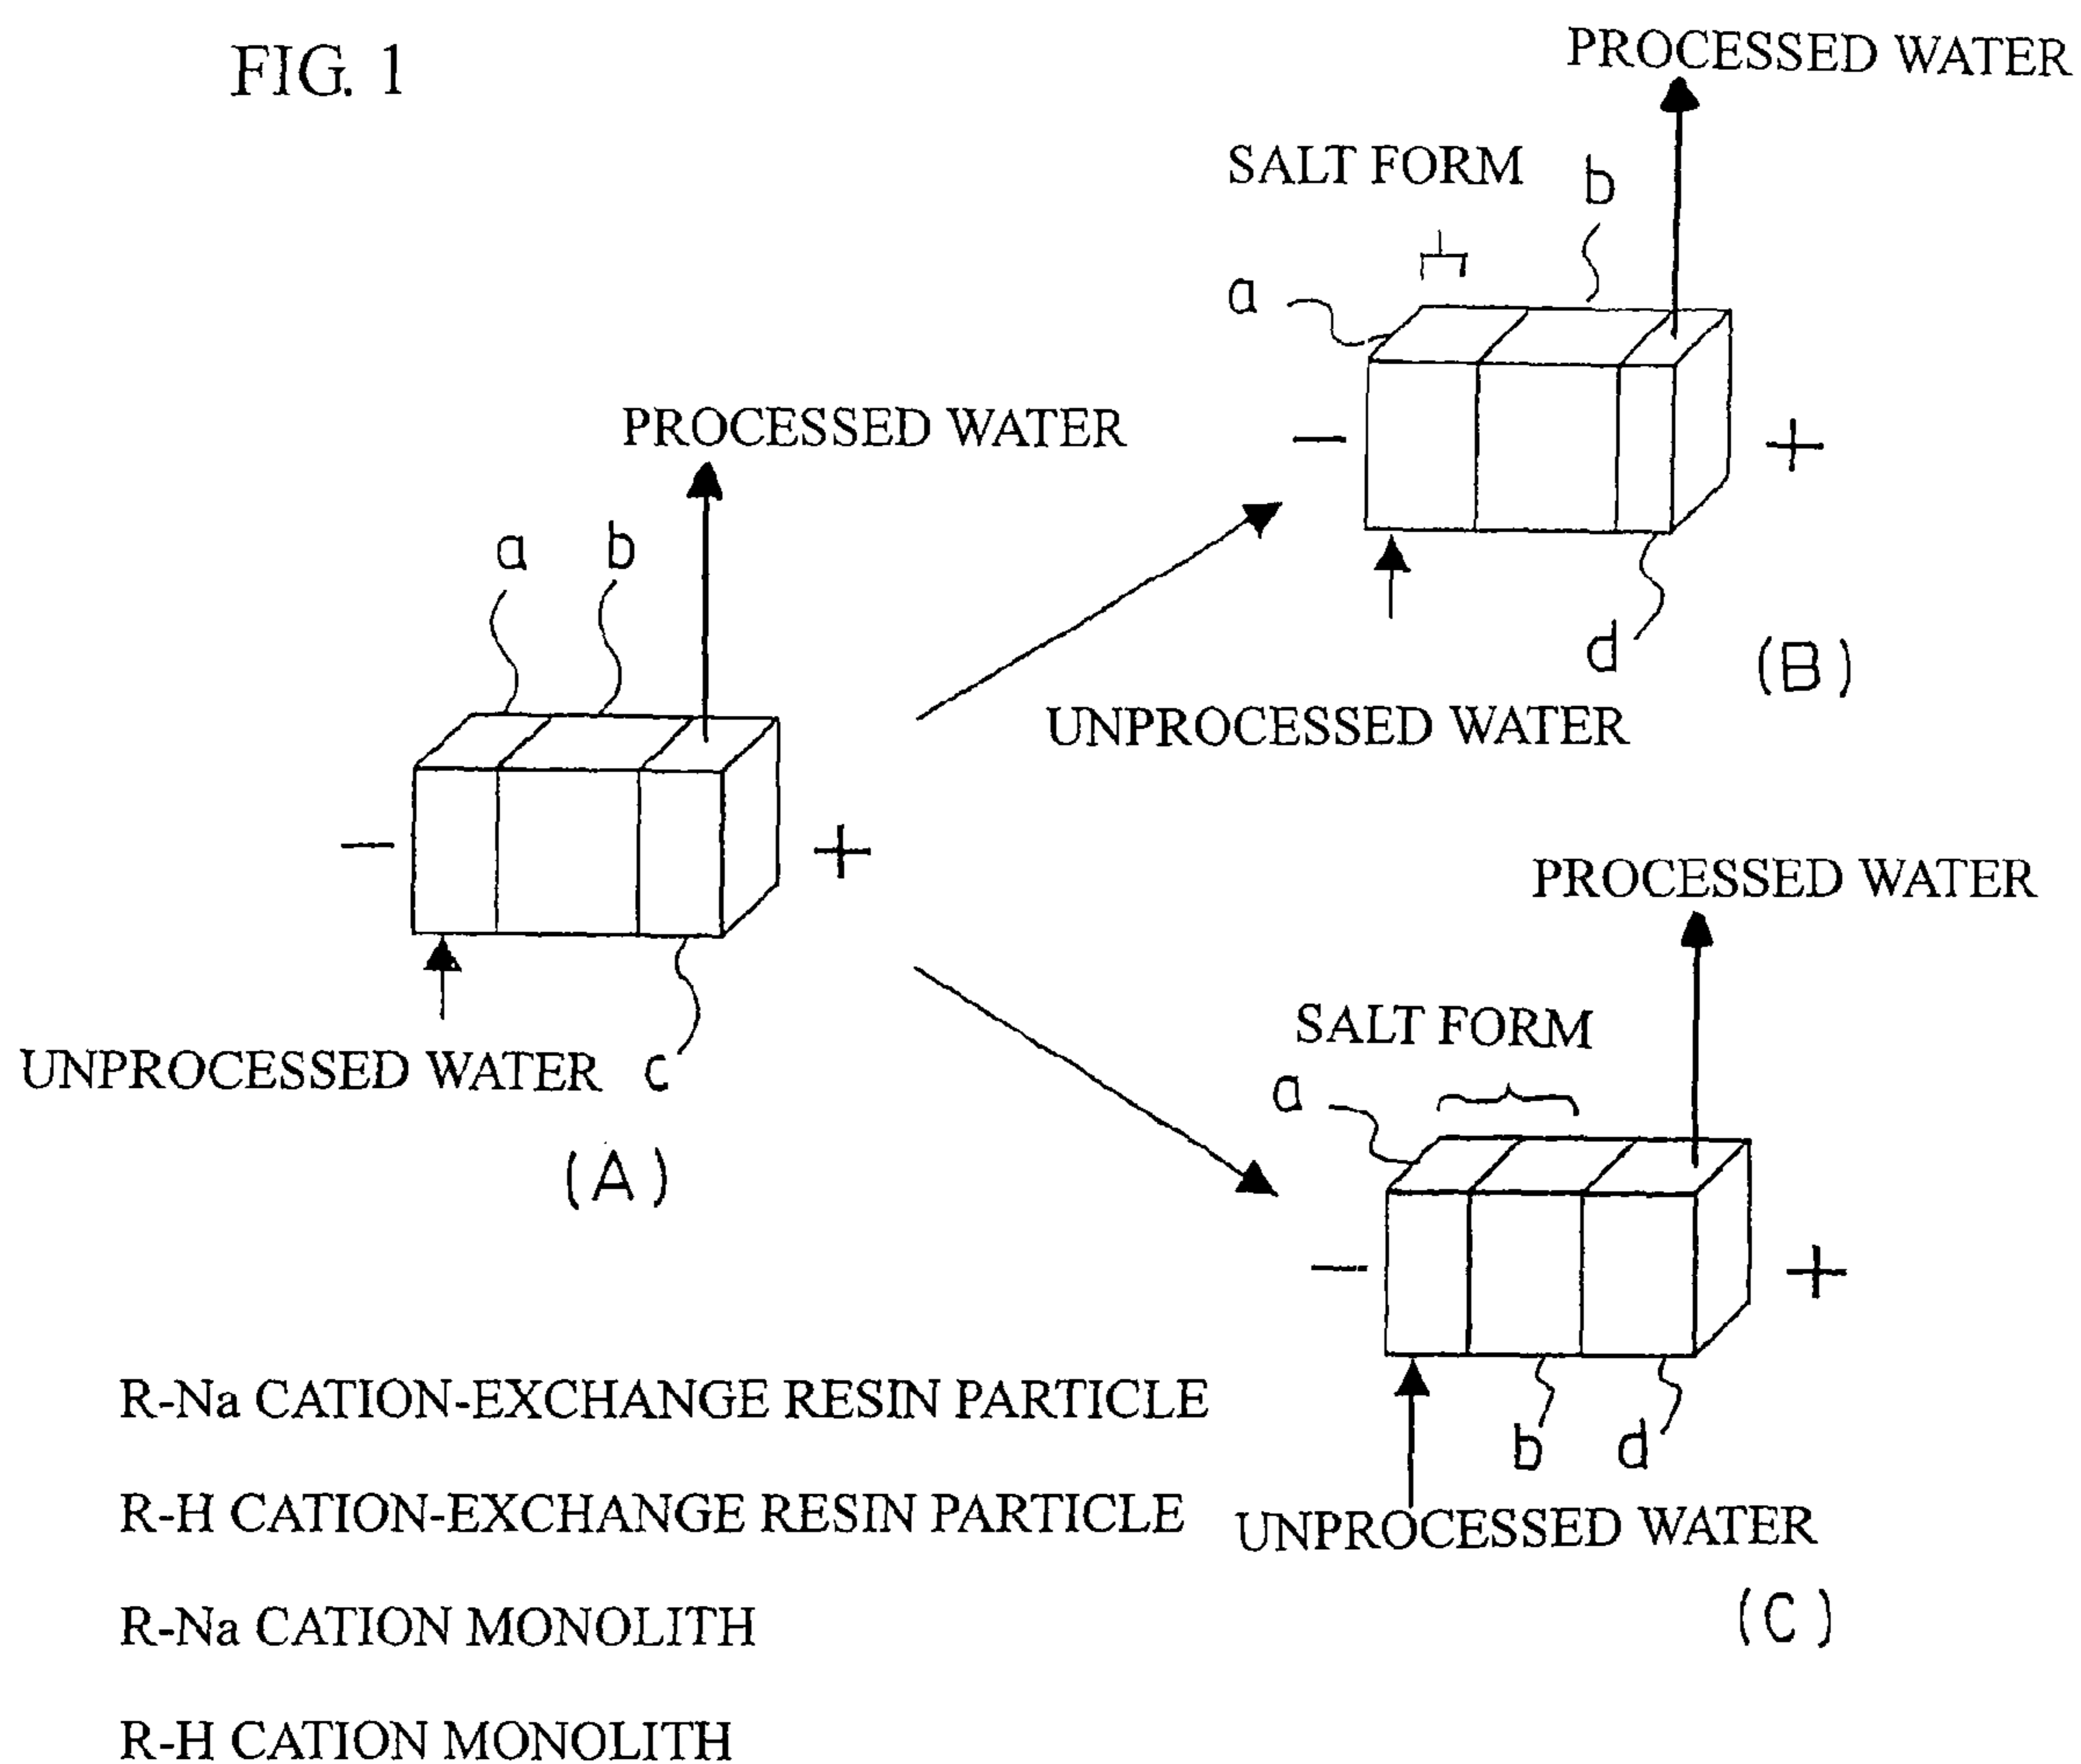 FIG. 1
PROCESSED WATER
SALT FORM
b
a
− +
d
(B)
UNPROCESSED WATER
PROCESSED WATER
a b
− +
UNPROCESSED WATER c
(A)
PROCESSED WATER
SALT FORM
a
− +
b d
UNPROCESSED WATER
(C)
R-Na CATION-EXCHANGE RESIN PARTICLE
R-H CATION-EXCHANGE RESIN PARTICLE
R-Na CATION MONOLITH
R-H CATION MONOLITH